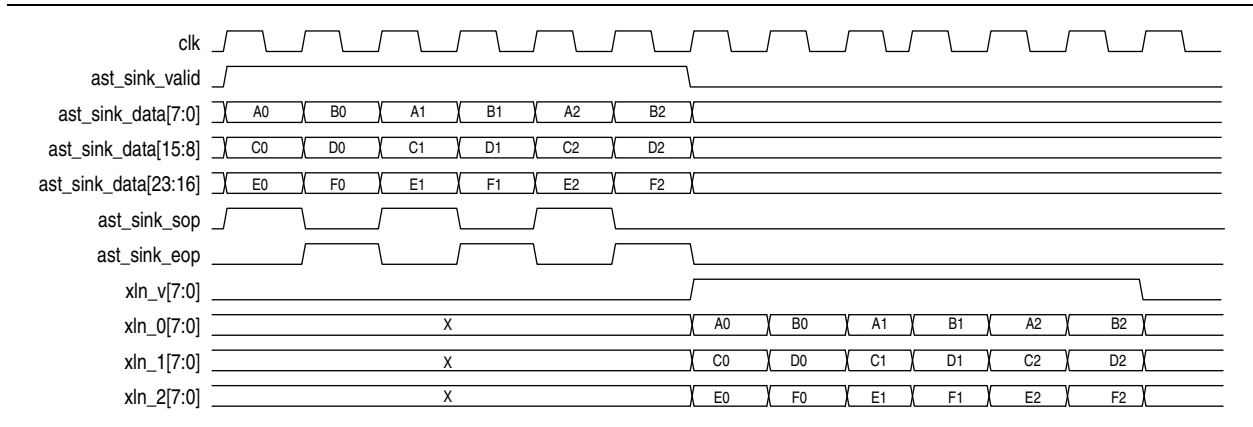 clk
ast_sink_valid
ast_sink_data[7:0] A0 B0 A1 B1 A2 B2
ast_sink_data[15:8] C0 D0 C1 D1 C2 D2
ast_sink_data[23:16] E0 F0 E1 F1 E2 F2
ast_sink_sop
ast_sink_eop
xln_v[7:0]
xln_0[7:0] X A0 B0 A1 B1 A2 B2
xln_1[7:0] X C0 D0 C1 D1 C2 D2
xln_2[7:0] X E0 F0 E1 F1 E2 F2